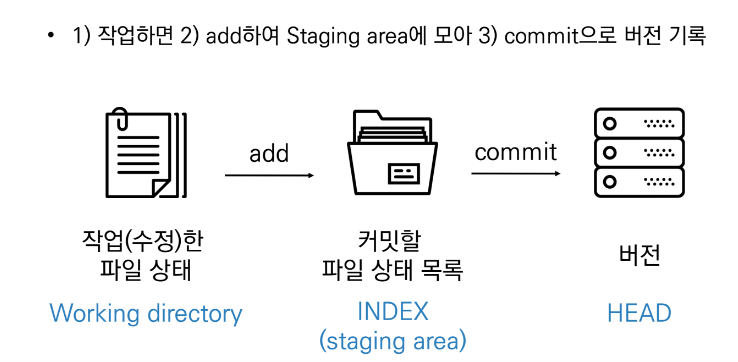 • 1) 작업하면 2) add하여 Staging area에 모아 3) commit으로 버전 기록
add
commit
작업(수정)한
파일 상태
커밋할
파일 상태 목록
버전
Working directory
INDEX
(staging area)
HEAD